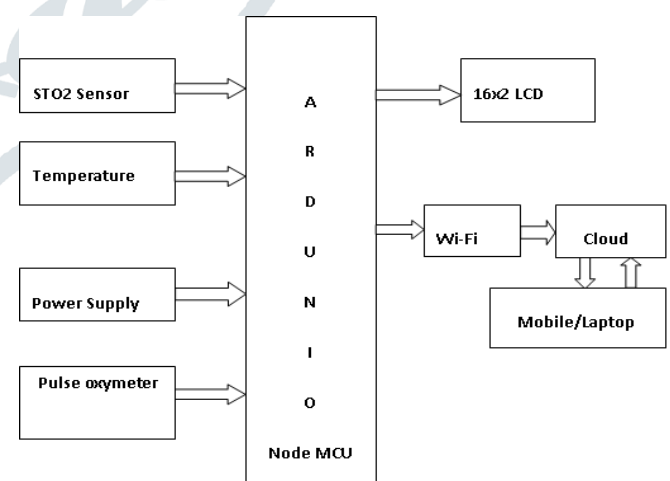 STO2 Sensor
Temperature
Power Supply
Pulse oxymeter
A
R
D
U
N
I
O
Node MCU
16x2 LCD
Wi-Fi
Cloud
Mobile/Laptop